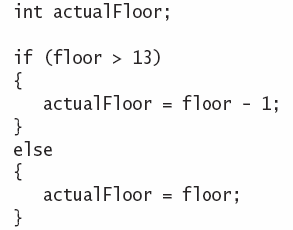 int actualFloor;
if (floor > 13)
{
actualFloor = floor - 1;
}
else
{
actualFloor = floor;
}